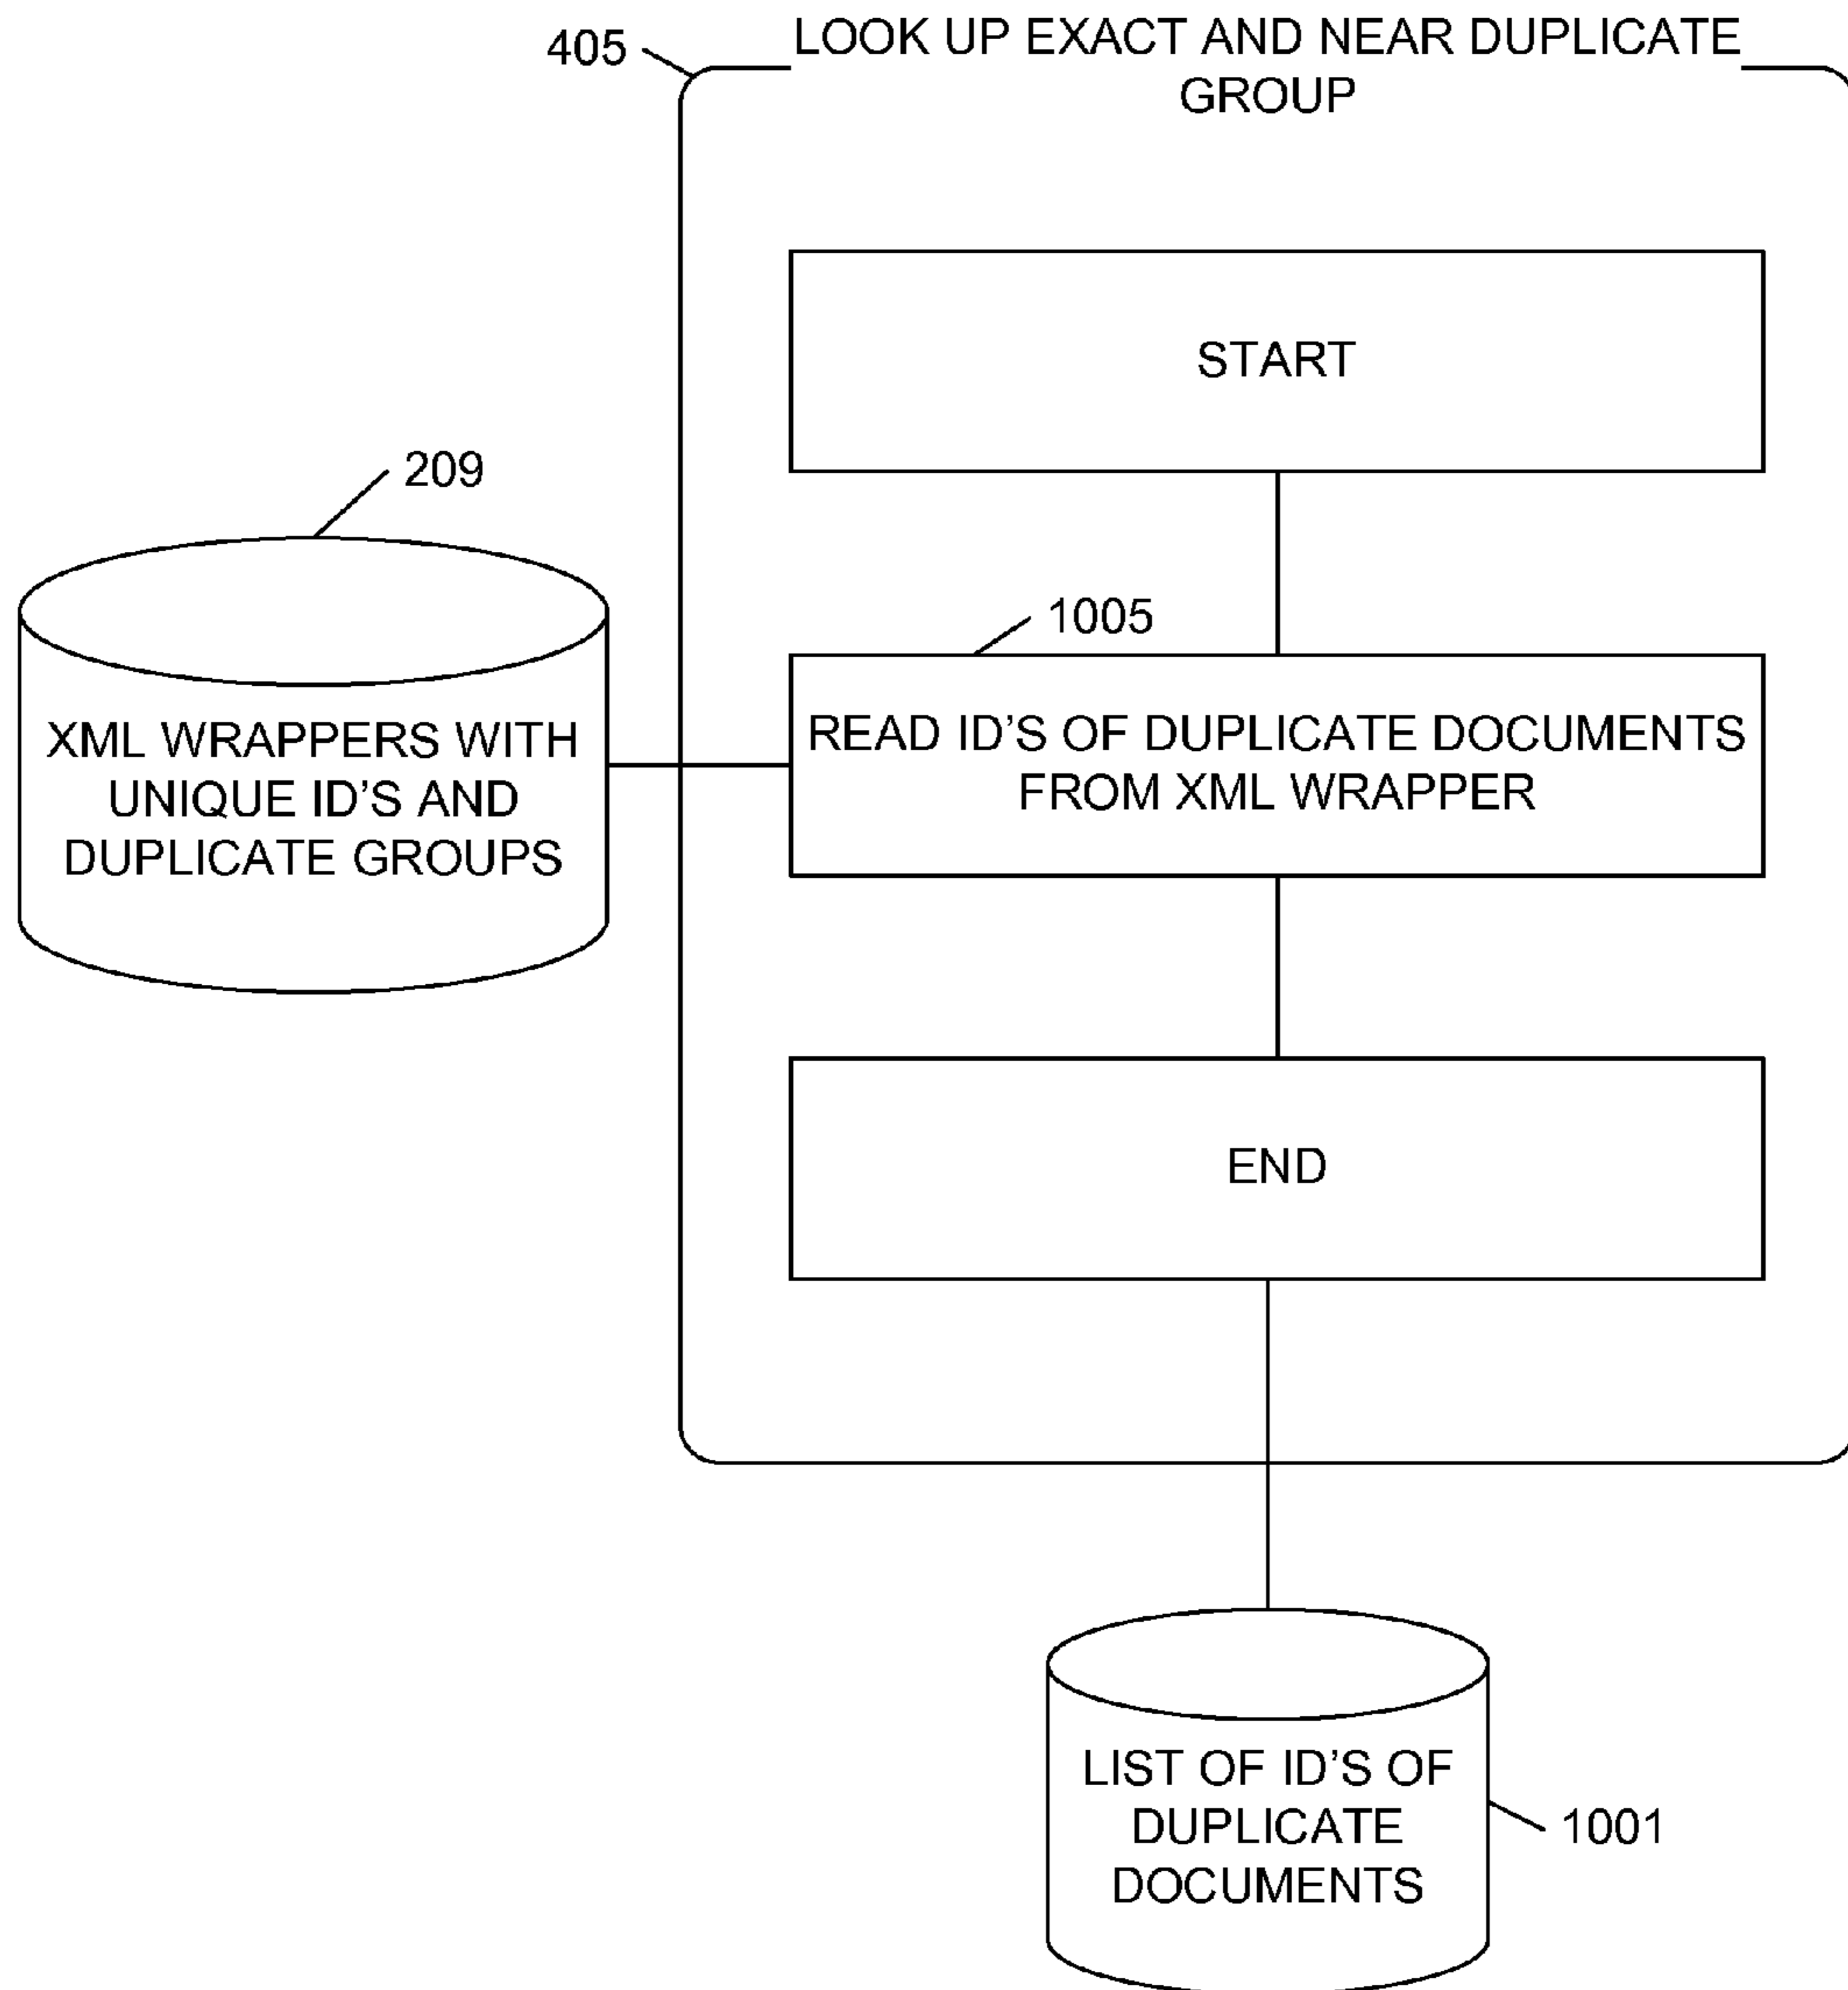 405
LOOK UP EXACT AND NEAR DUPLICATE
GROUP
START
209
1005
XML WRAPPERS WITH
UNIQUE ID’S AND
DUPLICATE GROUPS
READ ID’S OF DUPLICATE DOCUMENTS
FROM XML WRAPPER
END
LIST OF ID’S OF
DUPLICATE
DOCUMENTS
1001